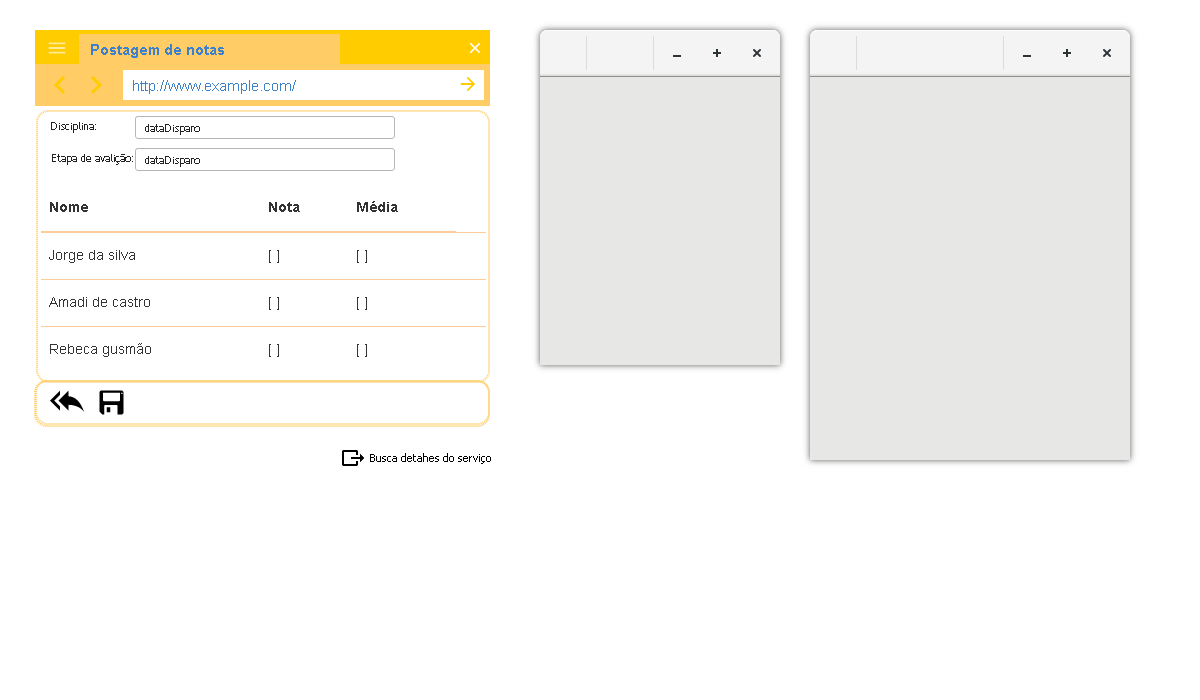 Postagem de notas
http://www.example.com/
Disciplina: dataDisparo
Etapa de avalição: dataDisparo
Nome Nota Média
Jorge da silva [ ] [ ]
Amadi de castro [ ] [ ]
Rebeca gusmão [ ] [ ]
Busca detahes do serviço